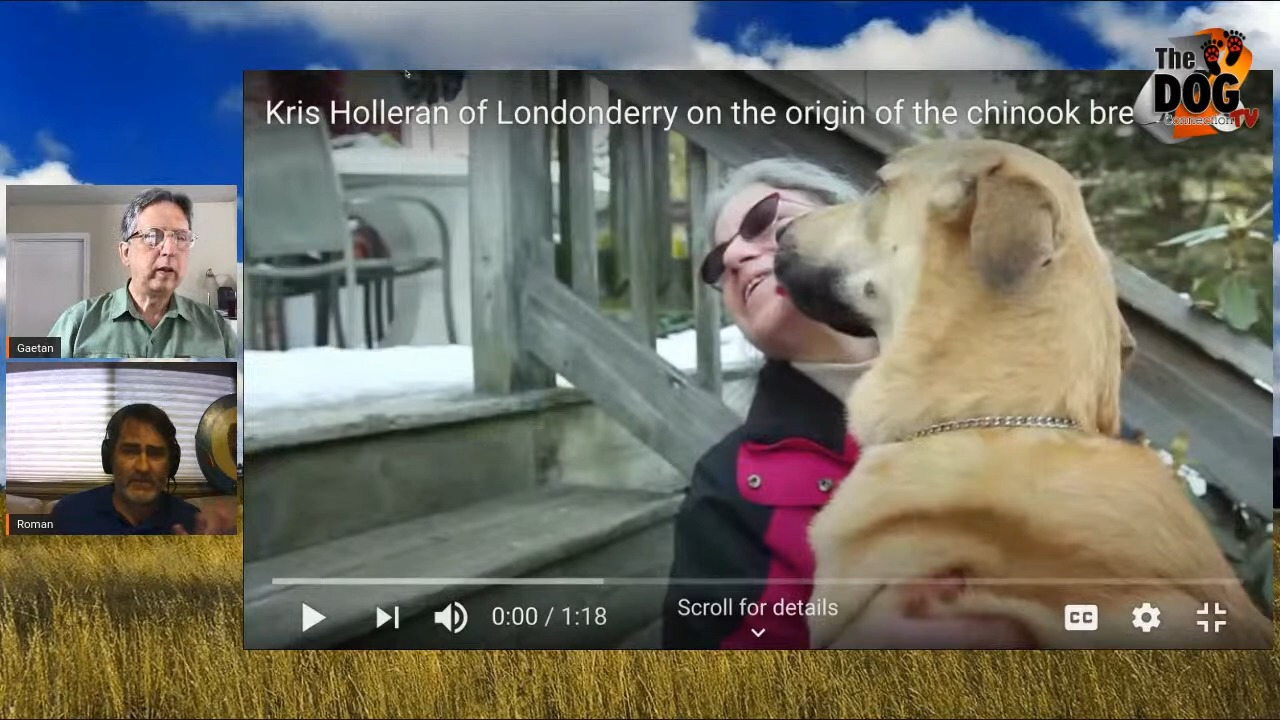 The
DOG
Connection TV
Kris Holleran of Londonderry on the origin of the chinook bre
Gaetan
Roman
0:00 / 1:18
Scroll for details
CC